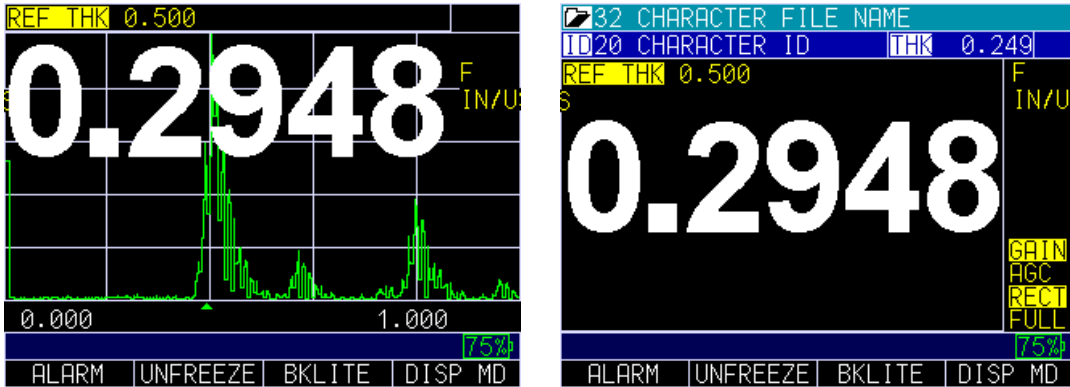 REF THK 0.500
0.2948
F
IN/U
0.000 1.000
75%
ALARM UNFREEZE BKLITE DISP MD
32 CHARACTER FILE NAME
ID 20 CHARACTER ID THK 0.249
REF THK 0.500 F
S IN/U
0.2948
GAIN
AGC
RECT
FULL
75%
ALARM UNFREEZE BKLITE DISP MD